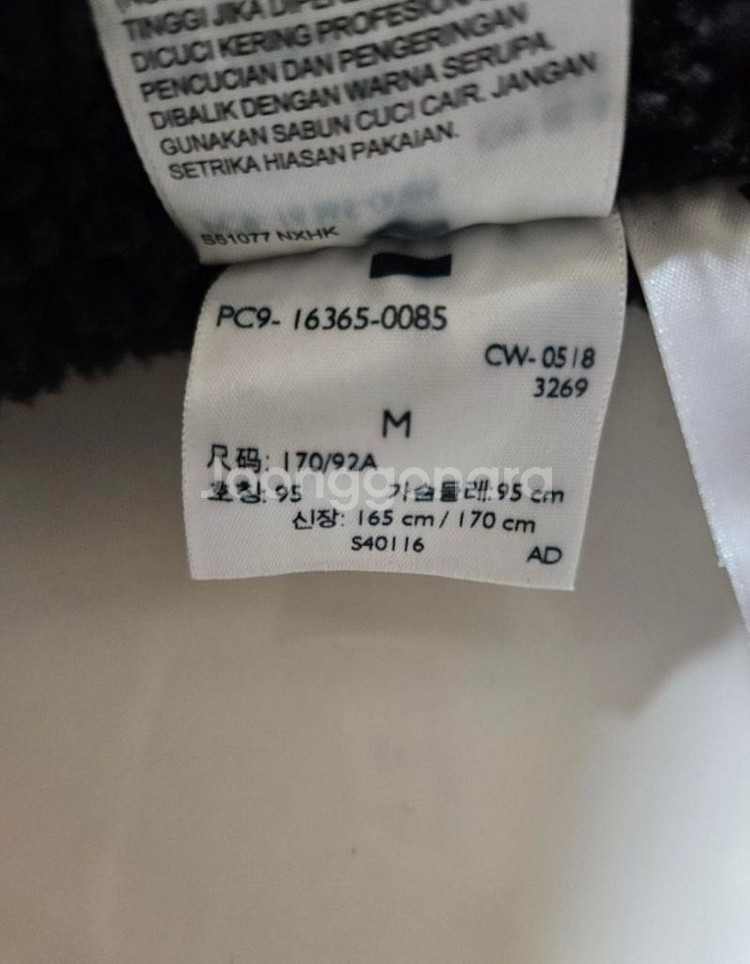 TINGGI JIKA
DICUCI KERING PROFESIONAL
PENCUCIAN DAN PENGERINGAN
DIBALIK DENGAN WARNA SERUPA.
GUNAKAN SABUN CUCI CAIR. JANGAN
SETRIKA HIASAN PAKAIAN.
S51077 NXHK
PC9- 16365-0085
CW- 0518
3269
M
尺码: 170/92A
Joonggonara
호칭: 95 가슴둘레: 95 cm
신장: 165 cm / 170 cm
S40116
AD